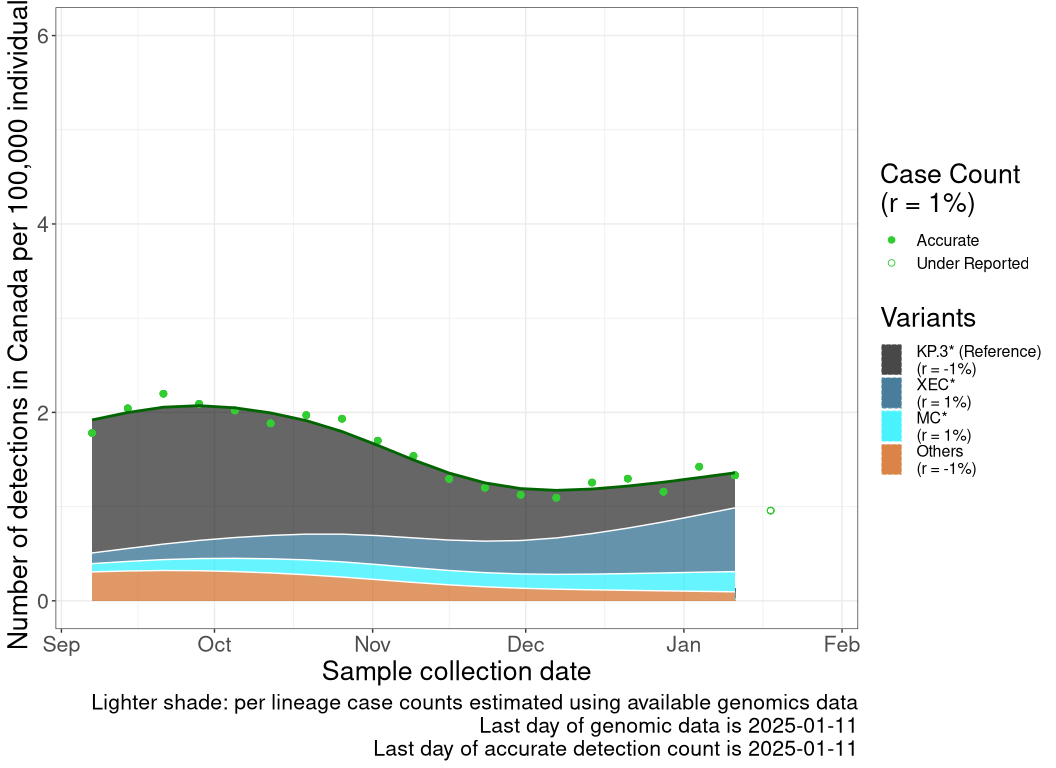 Number of detections in Canada per 100,000 individual
6
4
2
0
Sep
Oct
Nov
Dec
Jan
Feb
Sample collection date
Lighter shade: per lineage case counts estimated using available genomics data
Last day of genomic data is 2025-01-11
Last day of accurate detection count is 2025-01-11
Case Count
(r = 1%)
Accurate
Under Reported
Variants
KP.3* (Reference)
(r = -1%)
XEC*
(r = 1%)
MC*
(r = 1%)
Others
(r = -1%)